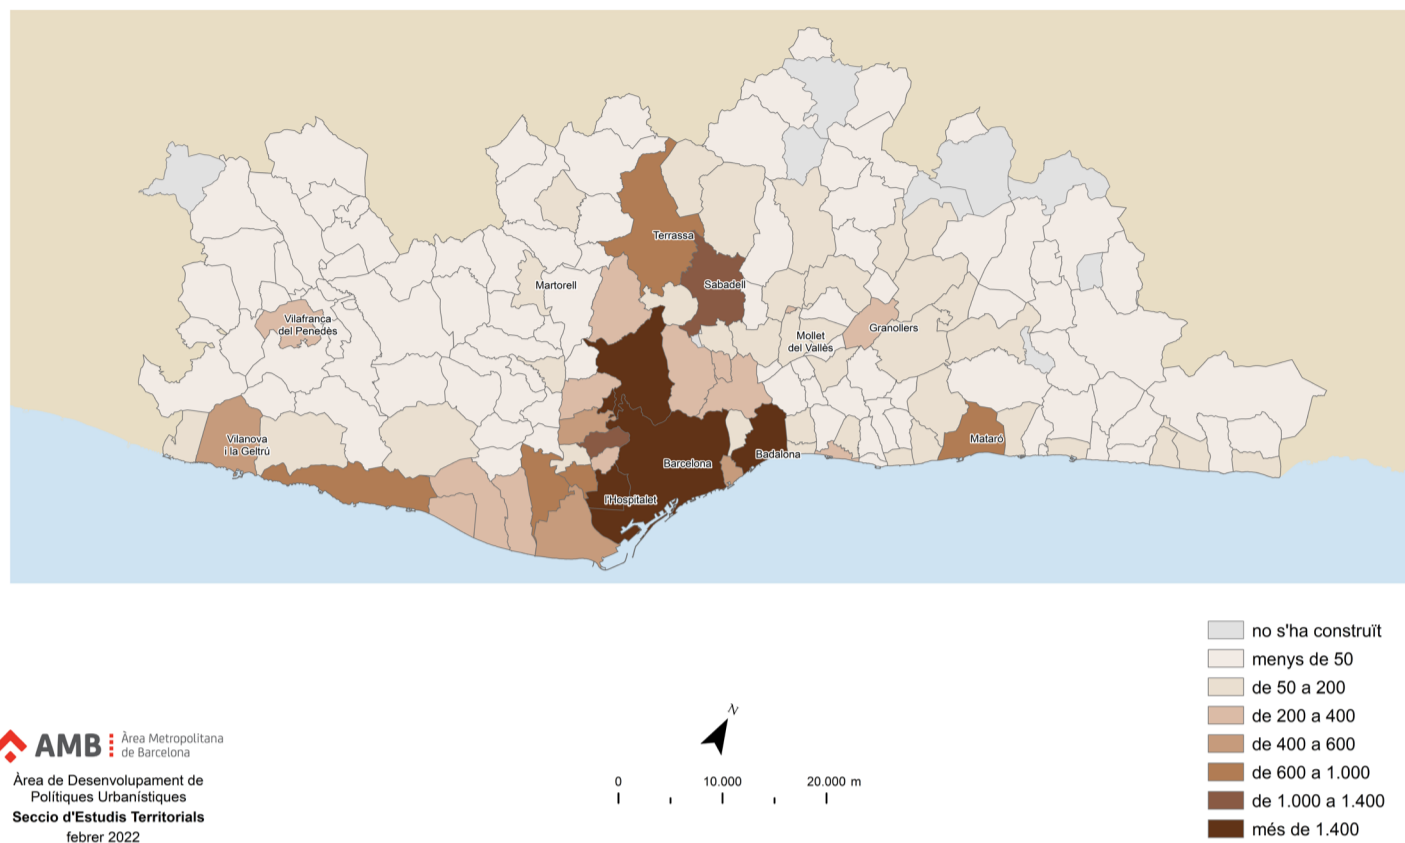 Terrassa
Martorell
Sabadell
Vilafranca
del Penedès
Mollet
del Vallès
Granollers
Vilanova
i la Geltrú
Mataró
Badalona
Barcelona
l'Hospitalet
no s'ha construït
menys de 50
de 50 a 200
de 200 a 400
de 400 a 600
de 600 a 1.000
de 1.000 a 1.400
més de 1.400
N
0 10.000 20.000 m
AMB Àrea Metropolitana
de Barcelona
Àrea de Desenvolupament de
Polítiques Urbanístiques
Seccio d'Estudis Territorials
febrer 2022